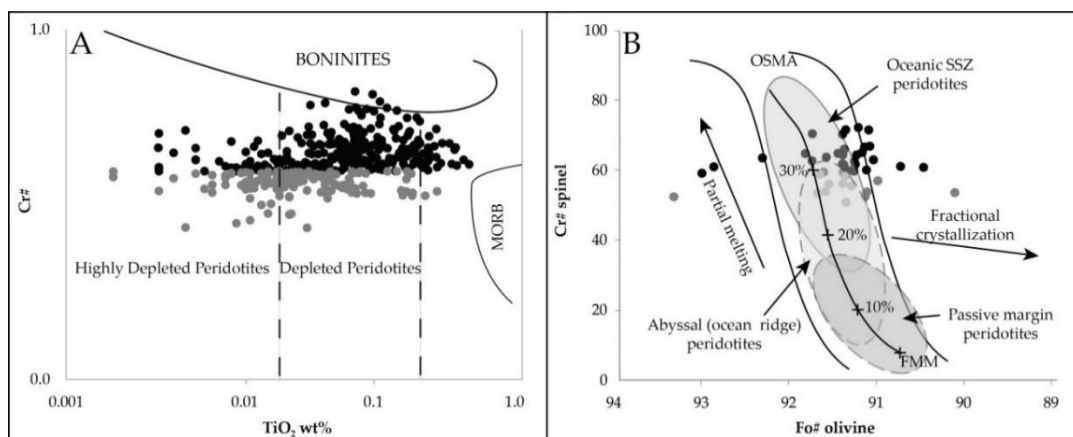 A
1.0
BONINITES
Cr#
MORB
Highly Depleted Peridotites
Depleted Peridotites
0.0
0.001
0.01
0.1
1.0
TiO₂ wt%
B
100
OSMA
Oceanic SSZ
peridotites
80
60
30%
Cr# spinel
Partial melting
Fractional
crystallization
40
20%
20
10%
Abyssal (ocean ridge)
peridotites
Passive margin
peridotites
FMM
0
94
93
92
91
90
89
Fo# olivine